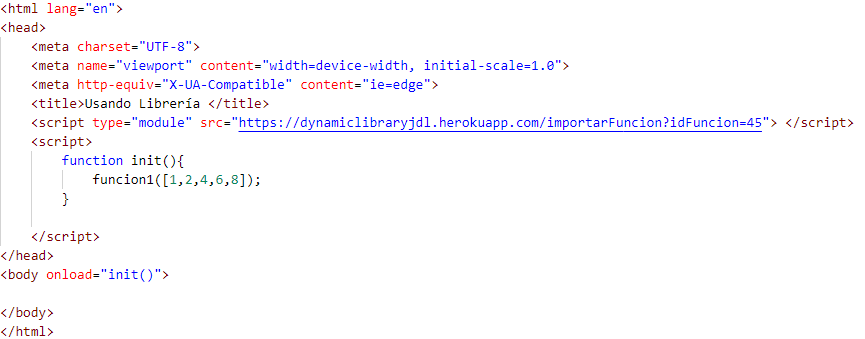 <html lang="en">
<head>
    <meta charset="UTF-8">
    <meta name="viewport" content="width=device-width, initial-scale=1.0">
    <meta http-equiv="X-UA-Compatible" content="ie=edge">
    <title>Usando Librería </title>
    <script type="module" src="https://dynamiclibraryjdl.herokuapp.com/importarFuncion?idFuncion=45"> </script>
    <script>
        function init(){
            funcion1([1,2,4,6,8]);
        }
    </script>
</head>
<body onload="init()">
</body>
</html>